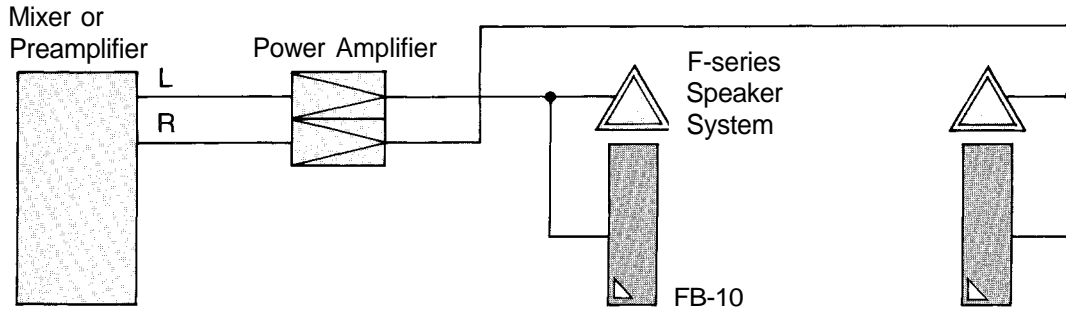 Mixer or
Preamplifier
L
R
Power Amplifier
F-series
Speaker
System
FB-10